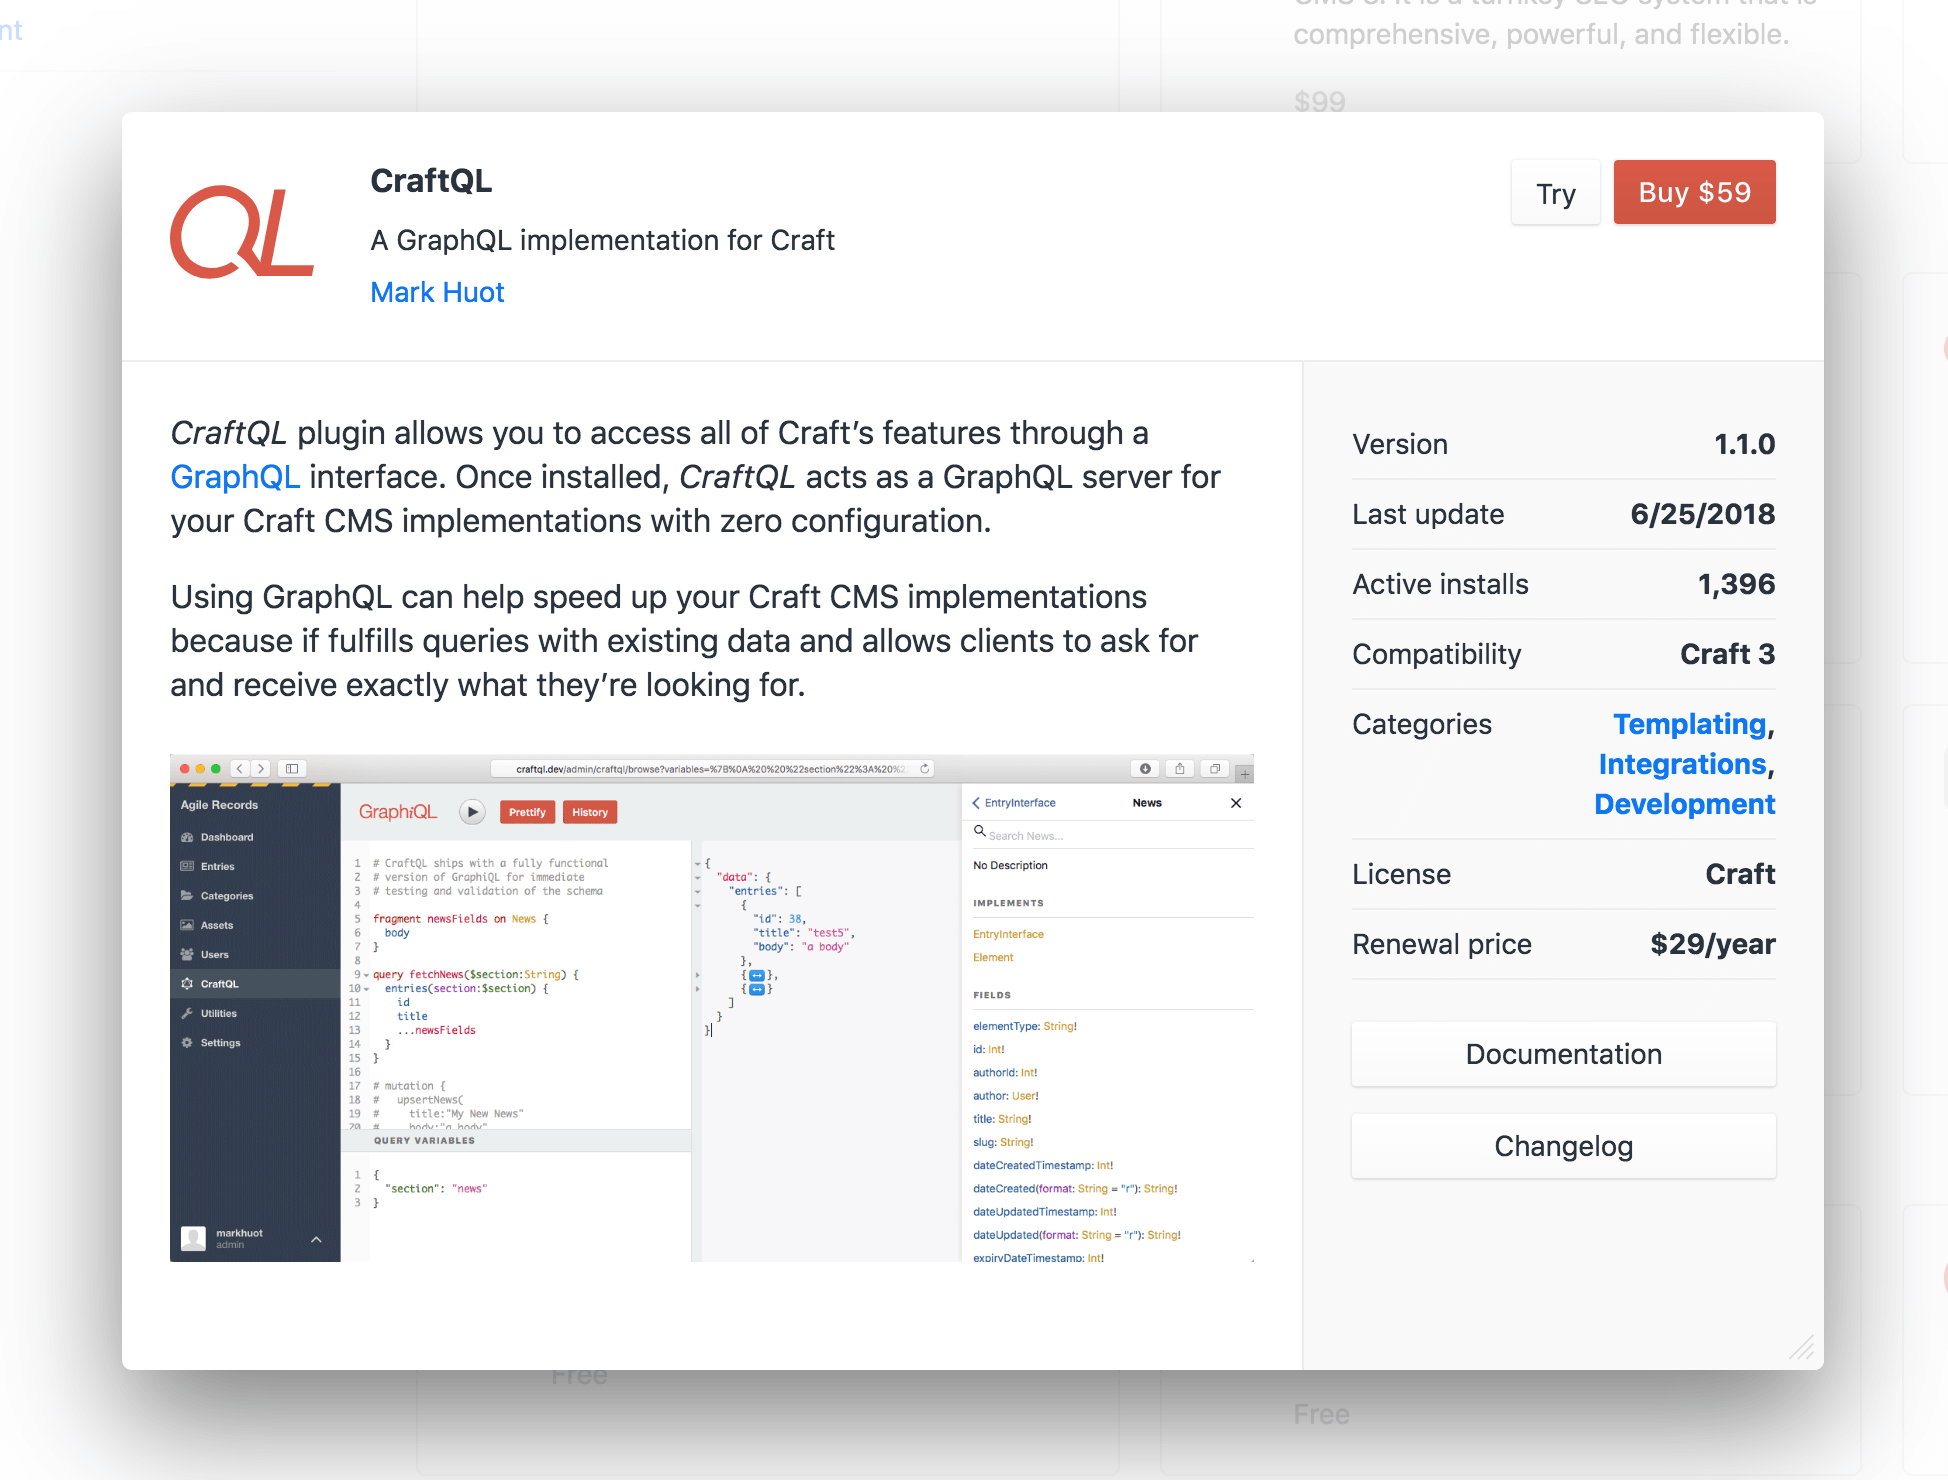 nt
comprehensive, powerful, and flexible.
$99
QL
CraftQL
A GraphQL implementation for Craft
Mark Huot
Try
Buy $59
CraftQL plugin allows you to access all of Craft’s features through a
GraphQL interface. Once installed, CraftQL acts as a GraphQL server for
your Craft CMS implementations with zero configuration.
Using GraphQL can help speed up your Craft CMS implementations
because if fulfills queries with existing data and allows clients to ask for
and receive exactly what they’re looking for.
craftql.dev/admin/craftql/browse?variables=%7B%0A%20%20%22section%22%3A%20%2
Agile Records
Dashboard
Entries
Categories
Assets
Users
CraftQL
Utilities
Settings
markhuot
admin
GraphiQL
Prettify
History
1 # CraftQL ships with a fully functional
2 # version of GraphiQL for immediate
3 # testing and validation of the schema
4
5 fragment newsFields on News {
6 body
7 }
8
9 query fetchNews($section:String) {
10 entries(section:$section) {
11 id
12 title
13 ...newsFields
14 }
15 }
16
17 # mutation {
18 # upsertNews(
19 # title:"My New News"
20 # body:"a body"
QUERY VARIABLES
1 {
2 "section": "news"
3 }
{
"data": {
"entries": [
{
"id": 38,
"title": "test5",
"body": "a body"
},
{↔},
{↔}
]
}
}
EntryInterface
News
Search News...
No Description
IMPLEMENTS
EntryInterface
Element
FIELDS
elementType: String!
id: Int!
authorId: Int!
author: User!
title: String!
slug: String!
dateCreatedTimestamp: Int!
dateCreated(format: String = "r"): String!
dateUpdatedTimestamp: Int!
dateUpdated(format: String = "r"): String!
expiryDateTimestamp: Int!
Version 1.1.0
Last update 6/25/2018
Active installs 1,396
Compatibility Craft 3
Categories Templating,
Integrations,
Development
License Craft
Renewal price $29/year
Documentation
Changelog
Free
Free